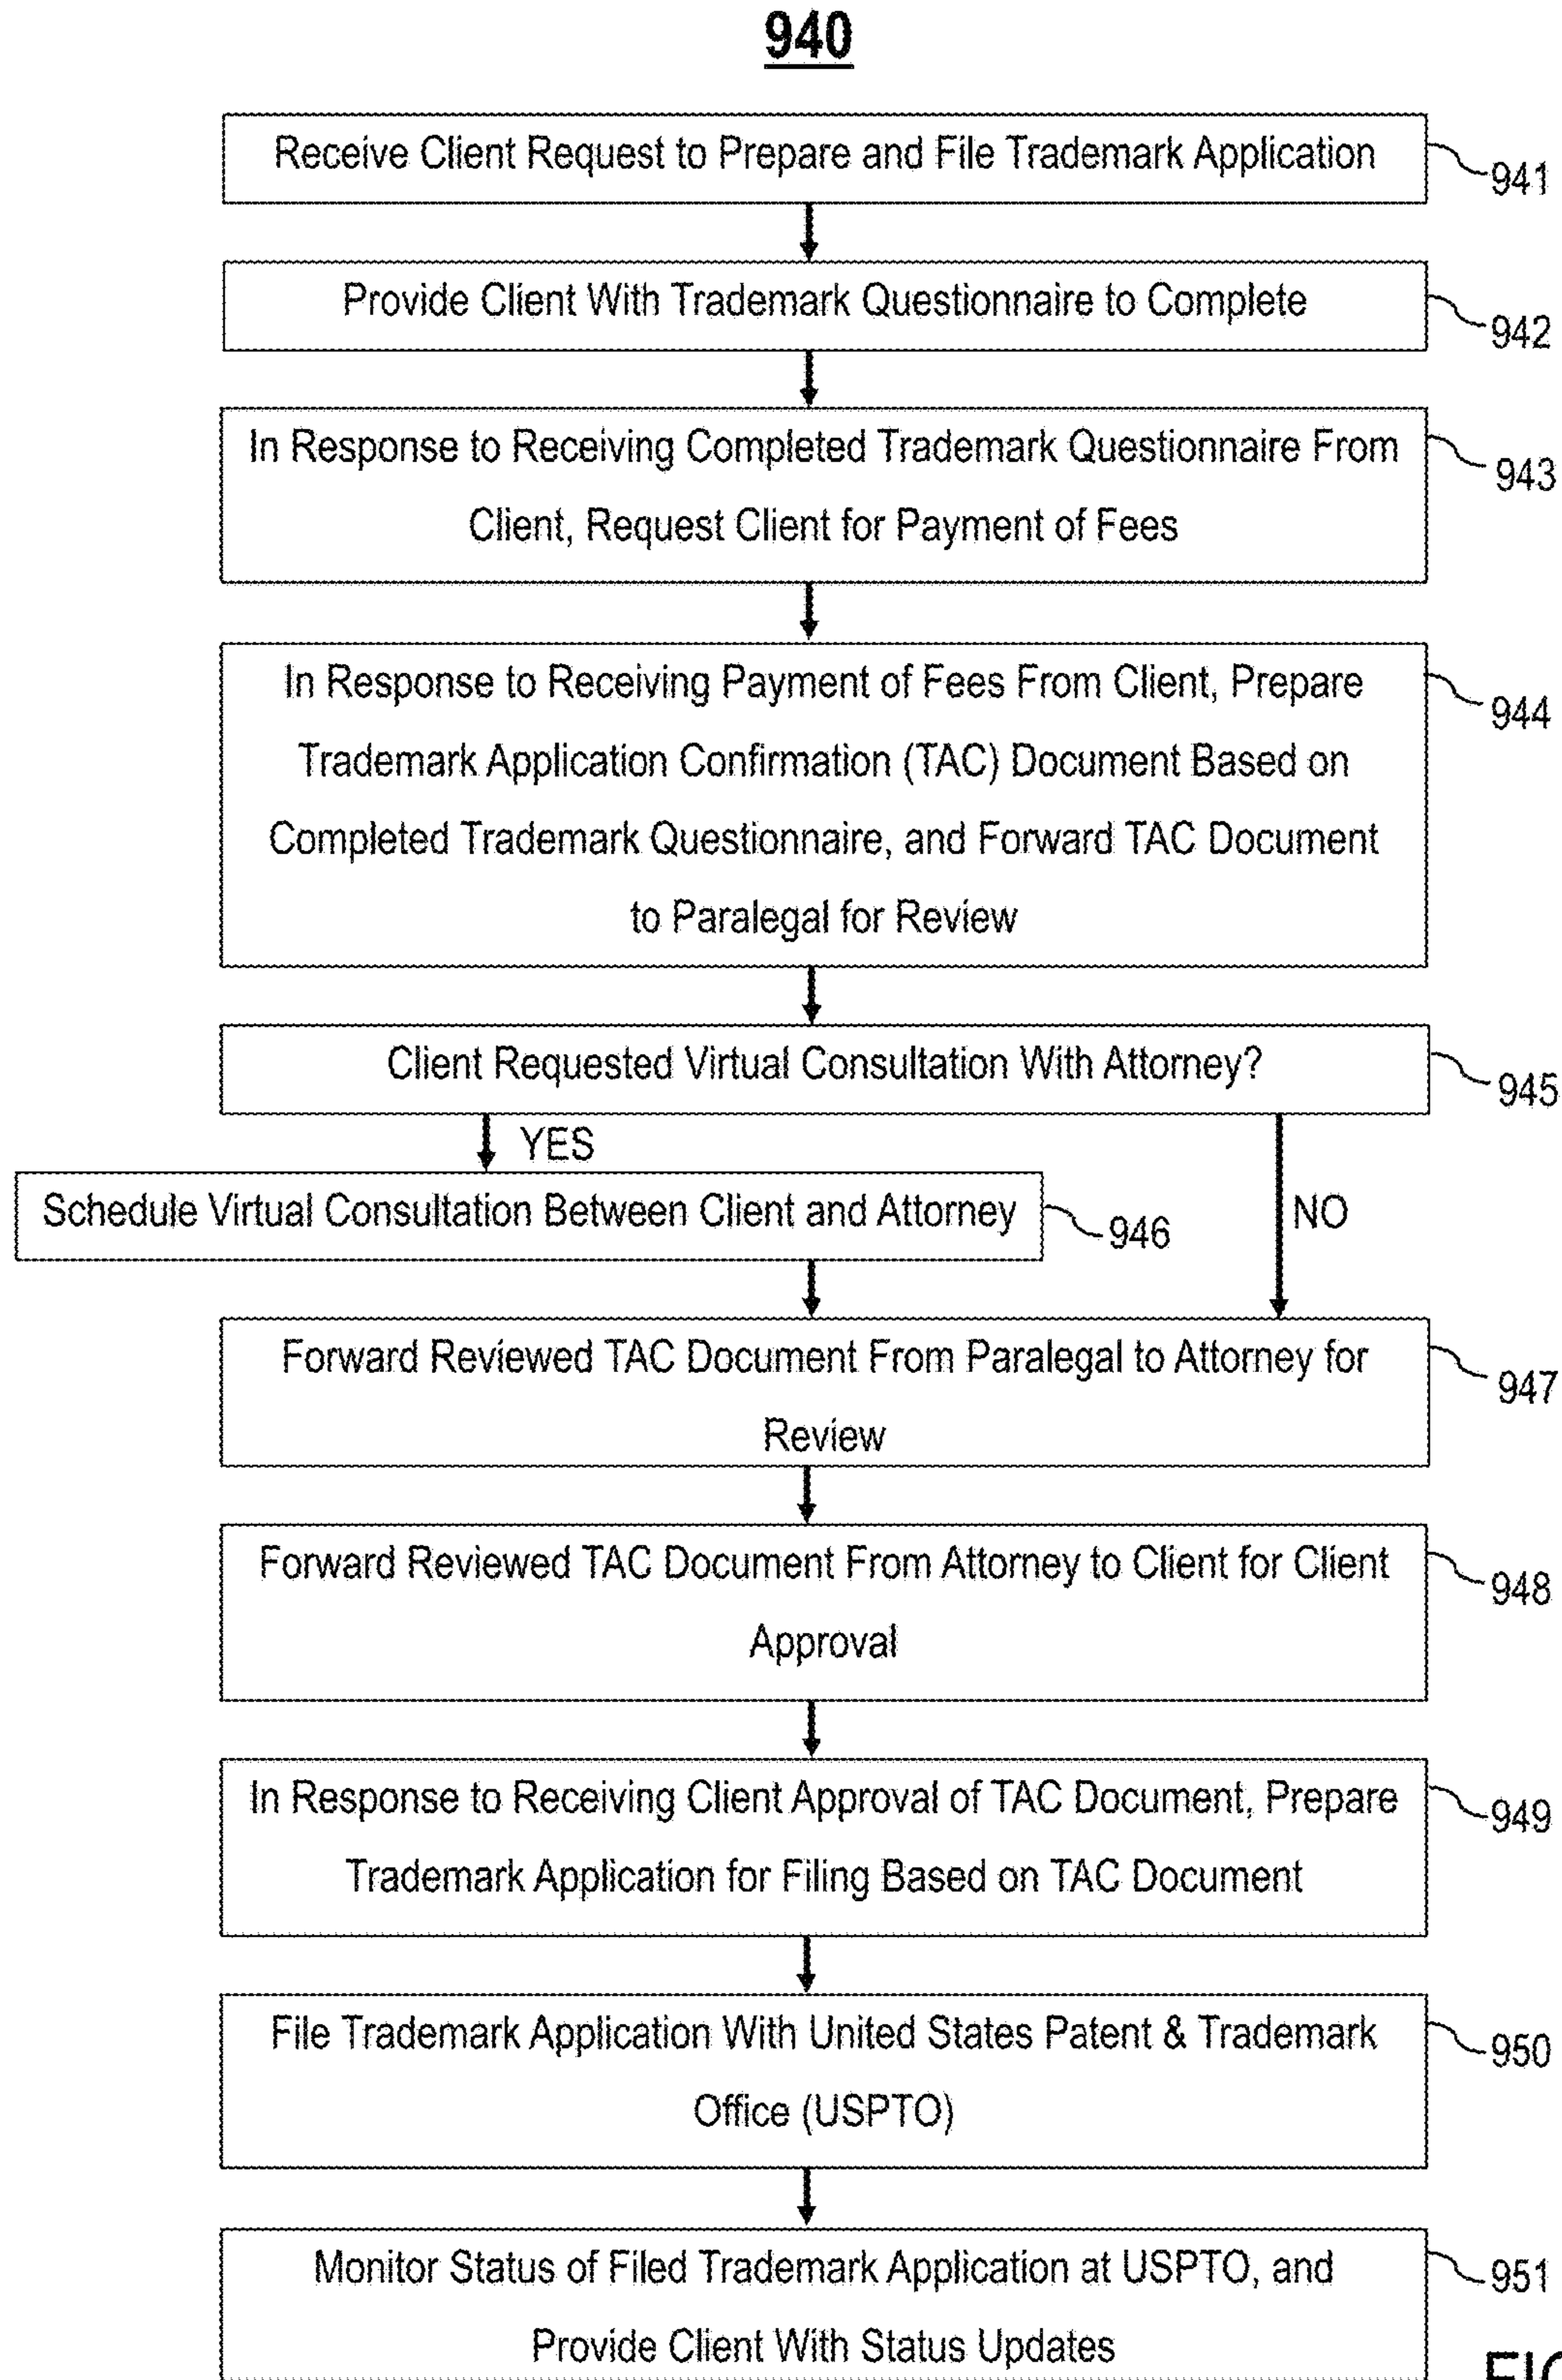 940
Receive Client Request to Prepare and File Trademark Application
941
Provide Client With Trademark Questionnaire to Complete
942
In Response to Receiving Completed Trademark Questionnaire From
Client, Request Client for Payment of Fees
943
In Response to Receiving Payment of Fees From Client, Prepare
Trademark Application Confirmation (TAC) Document Based on
Completed Trademark Questionnaire, and Forward TAC Document
to Paralegal for Review
944
Client Requested Virtual Consultation With Attorney?
945
YES
NO
Schedule Virtual Consultation Between Client and Attorney
946
Forward Reviewed TAC Document From Paralegal to Attorney for
Review
947
Forward Reviewed TAC Document From Attorney to Client for Client
Approval
948
In Response to Receiving Client Approval of TAC Document, Prepare
Trademark Application for Filing Based on TAC Document
949
File Trademark Application With United States Patent & Trademark
Office (USPTO)
950
Monitor Status of Filed Trademark Application at USPTO, and
Provide Client With Status Updates
951